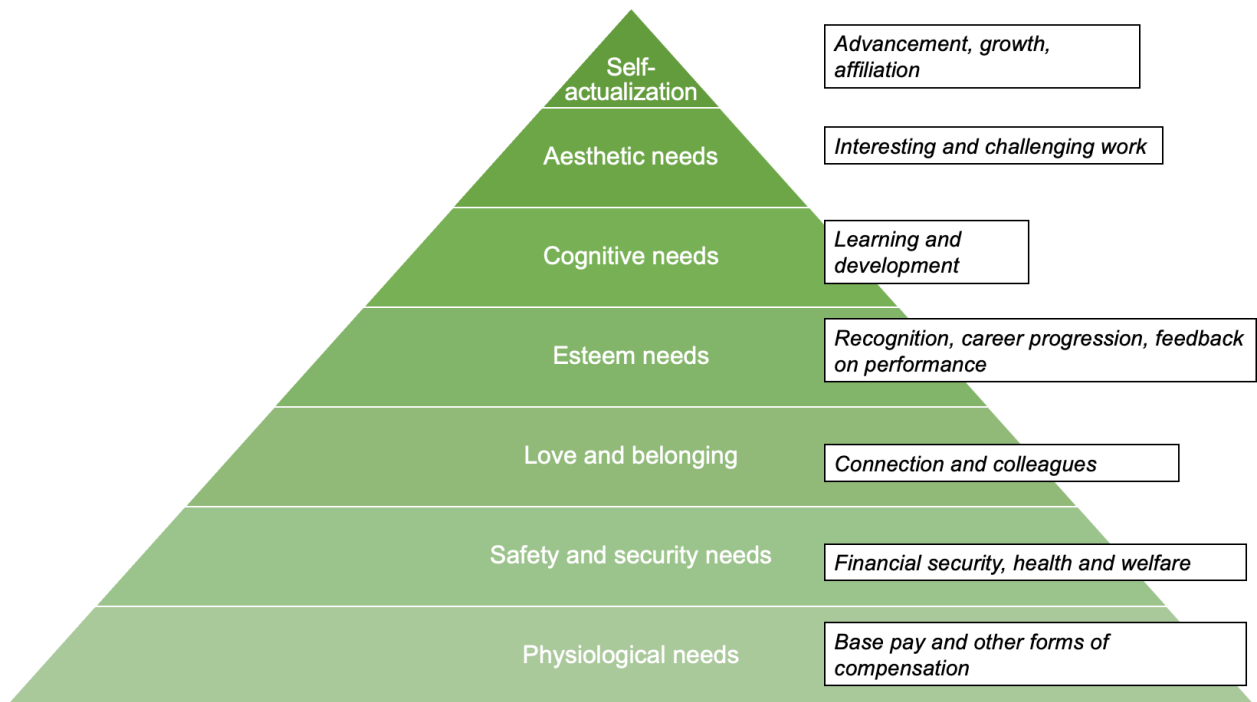 Self-
actualization
Advancement, growth,
affiliation
Aesthetic needs
Interesting and challenging work
Cognitive needs
Learning and
development
Esteem needs
Recognition, career progression, feedback
on performance
Love and belonging
Connection and colleagues
Safety and security needs
Financial security, health and welfare
Physiological needs
Base pay and other forms of
compensation